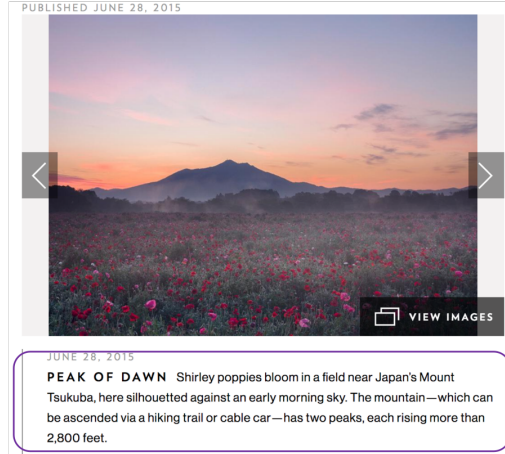 PUBLISHED JUNE 28, 2015
VIEW IMAGES
JUNE 28, 2015
PEAK OF DAWN Shirley poppies bloom in a field near Japan's Mount
Tsukuba, here silhouetted against an early morning sky. The mountain—which can
be ascended via a hiking trail or cable car—has two peaks, each rising more than
2,800 feet.